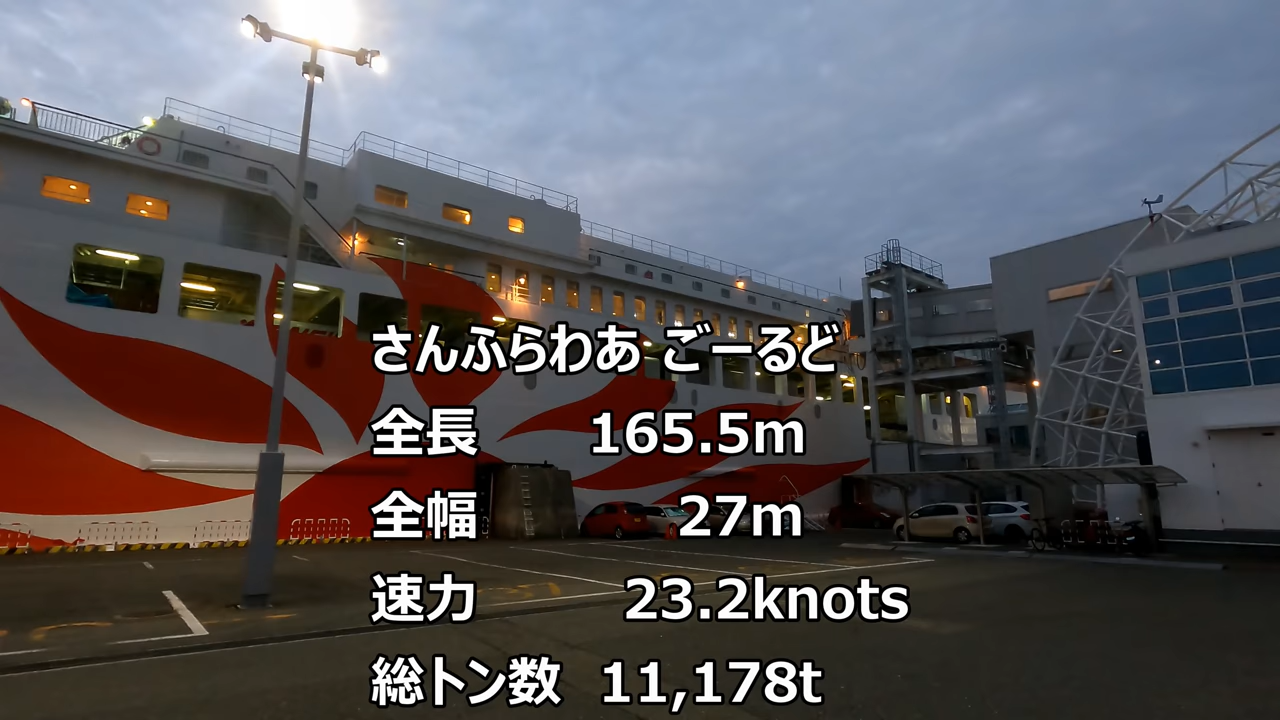 さんふらわあ ごーるど
全長 165.5m
全幅 27m
速力 23.2knots
総トン数 11,178t